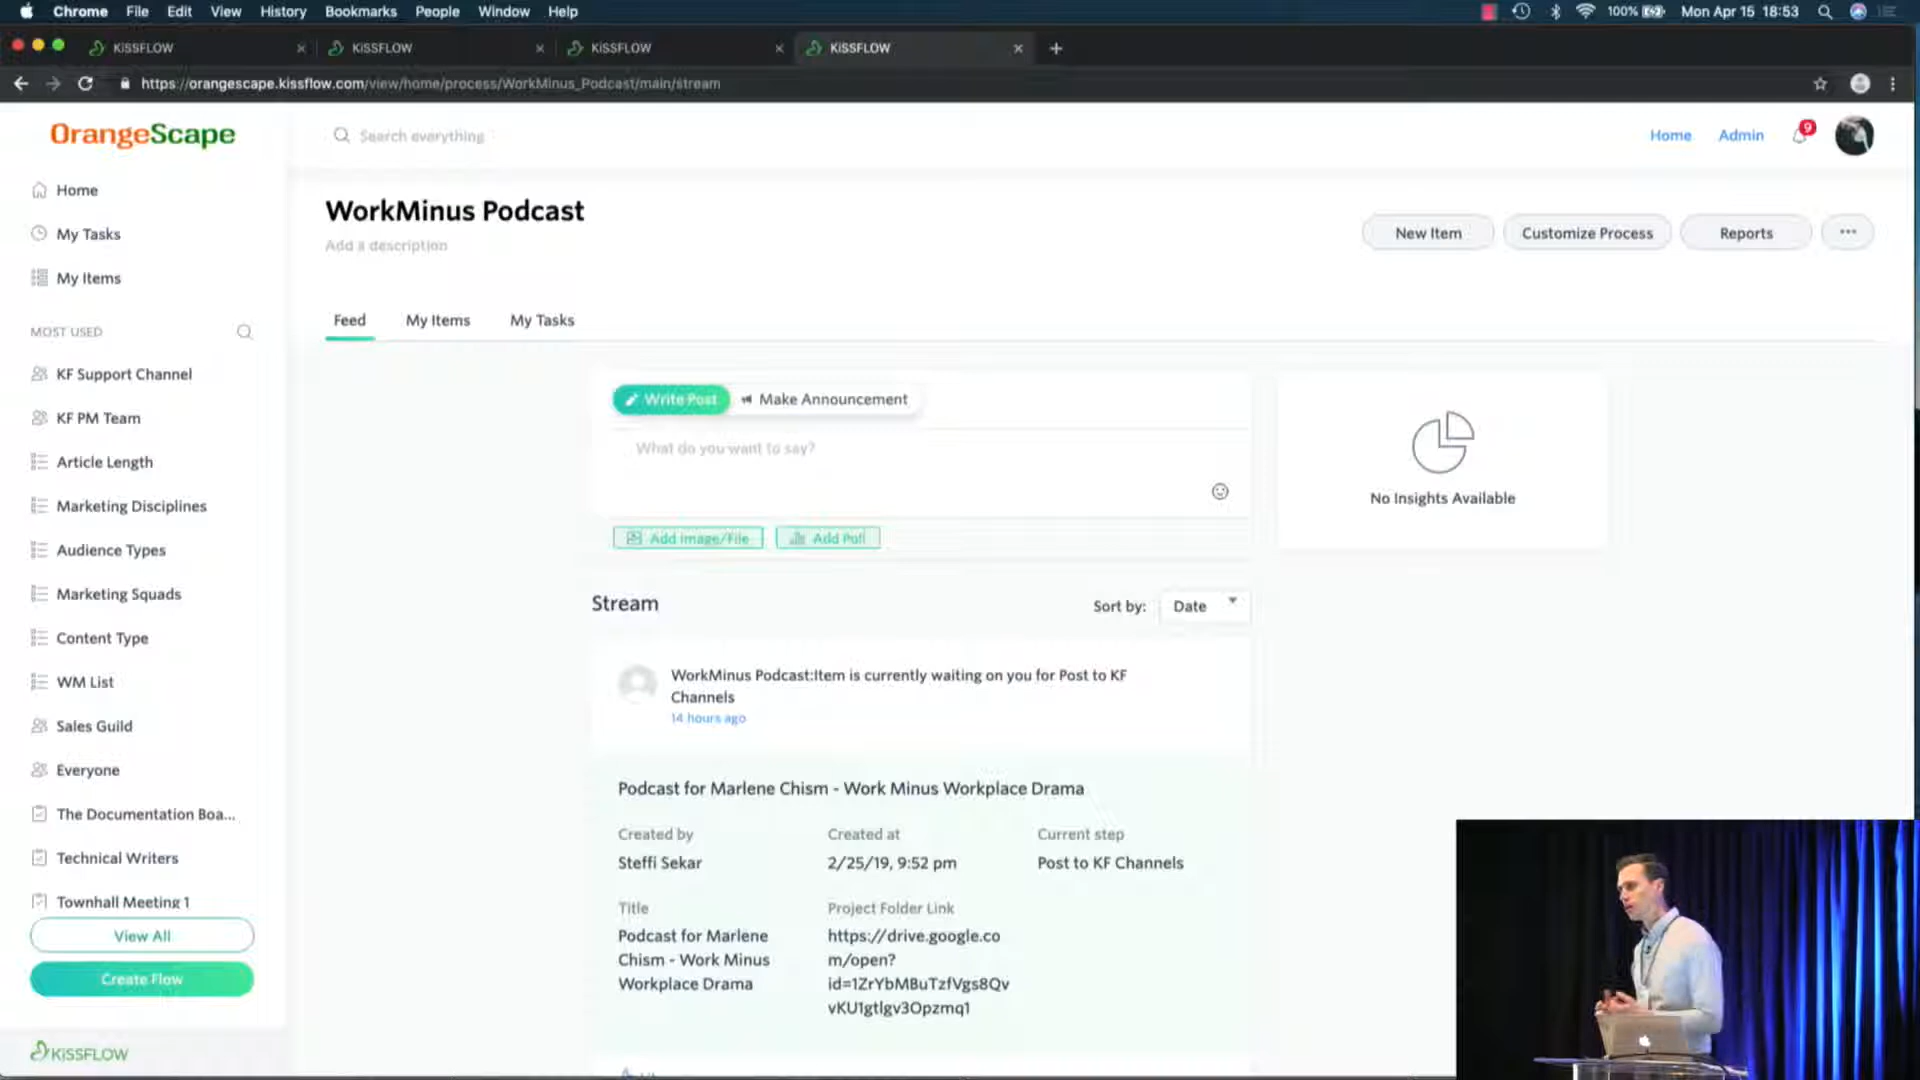 Chrome File Edit View History Bookmarks People Window Help
100% Mon Apr 15 18:53
KiSSFLOW KiSSFLOW KiSSFLOW KiSSFLOW
https://orangescape.kissflow.com/view/home/process/WorkMinus_Podcast/main/stream
OrangeScape
Search everything
Home Admin 9
Home
My Tasks
My Items
MOST USED
KF Support Channel
KF PM Team
Article Length
Marketing Disciplines
Audience Types
Marketing Squads
Content Type
WM List
Sales Guild
Everyone
The Documentation Boa...
Technical Writers
Townhall Meeting 1
View All
Create Flow
KiSSFLOW
WorkMinus Podcast
Add a description
New Item Customize Process Reports ...
Feed My Items My Tasks
Write Post Make Announcement
What do you want to say?
Add Image/File Add Poll
No Insights Available
Stream
Sort by: Date
WorkMinus Podcast:Item is currently waiting on you for Post to KF
Channels
14 hours ago
Podcast for Marlene Chism - Work Minus Workplace Drama
Created by Created at Current step
Steffi Sekar 2/25/19, 9:52 pm Post to KF Channels
Title Project Folder Link
Podcast for Marlene https://drive.google.co
Chism - Work Minus m/open?
Workplace Drama id=1ZrYbMBuTzfVgs8Qv
vKU1gtlgv3Opzmq1